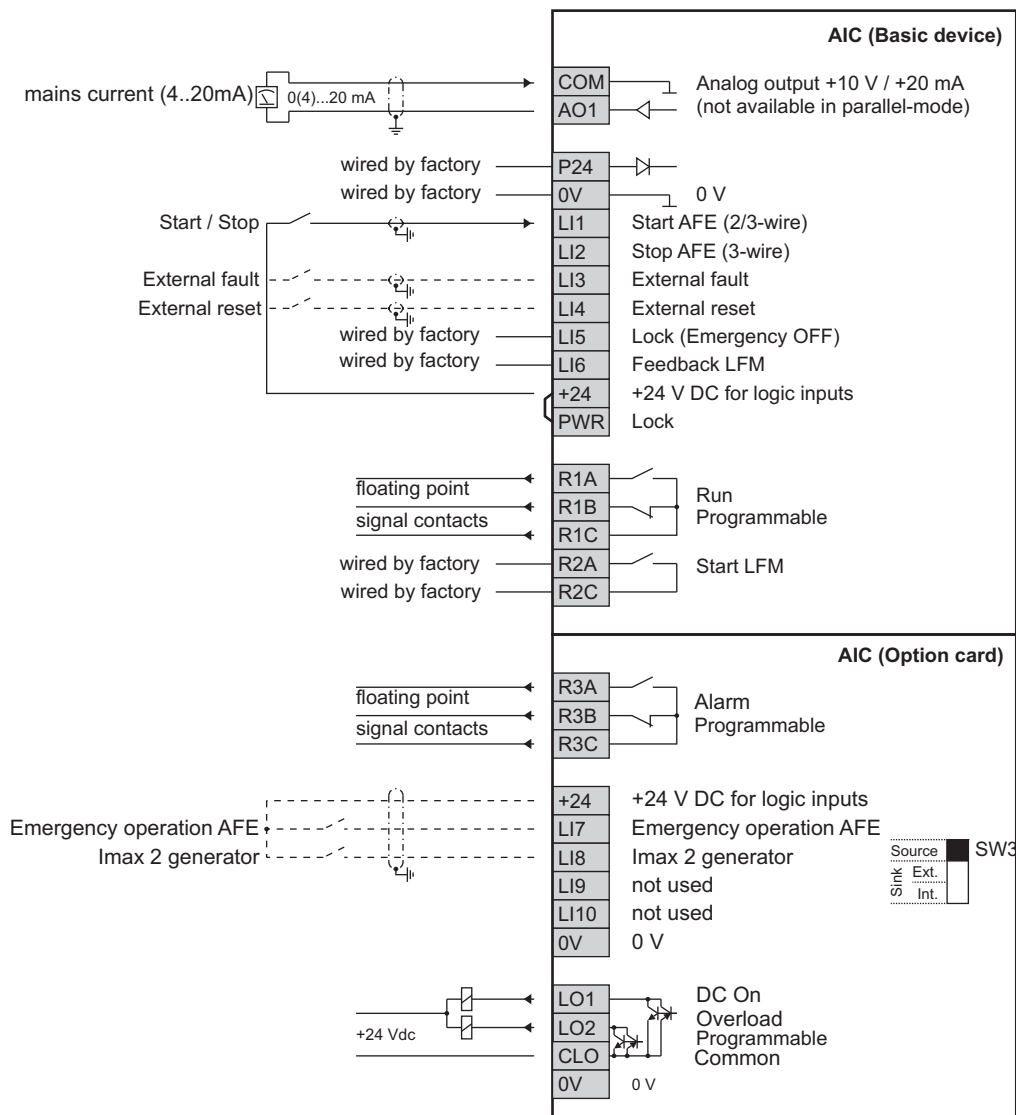 AIC (Basic device)
mains current (4..20mA) 0(4)...20 mA COM Analog output +10 V / +20 mA
AO1 (not available in parallel-mode)
wired by factory P24
wired by factory 0V 0 V
Start / Stop LI1 Start AFE (2/3-wire)
LI2 Stop AFE (3-wire)
External fault LI3 External fault
External reset LI4 External reset
wired by factory LI5 Lock (Emergency OFF)
wired by factory LI6 Feedback LFM
+24 +24 V DC for logic inputs
PWR Lock
floating point R1A Run
signal contacts R1B Programmable
R1C
wired by factory R2A Start LFM
wired by factory R2C
AIC (Option card)
floating point R3A Alarm
signal contacts R3B Programmable
R3C
+24 +24 V DC for logic inputs
Emergency operation AFE LI7 Emergency operation AFE
Imax 2 generator LI8 Imax 2 generator Source SW3
LI9 not used Sink Ext.
LI10 not used Int.
0V 0 V
LO1 DC On
+24 Vdc LO2 Overload
Programmable
CLO Common
0V 0 V